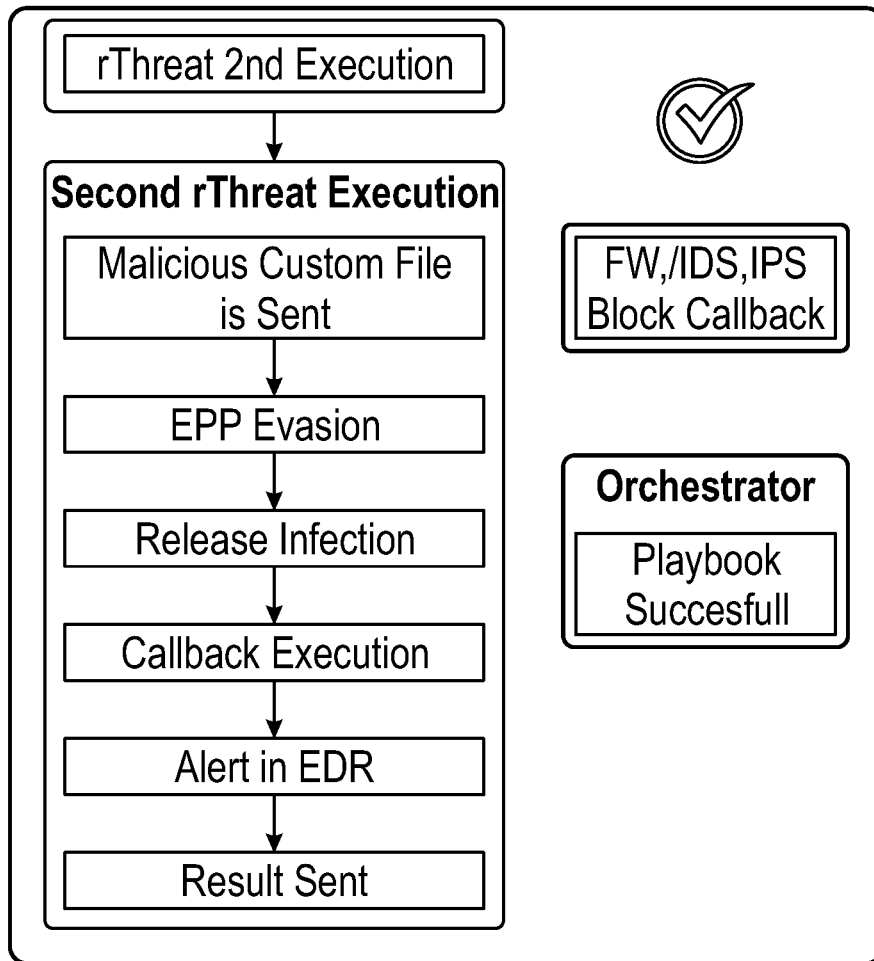 rThreat 2nd Execution
Second rThreat Execution
Malicious Custom File
is Sent
EPP Evasion
Release Infection
Callback Execution
Alert in EDR
Result Sent
FW,/IDS,IPS
Block Callback
Orchestrator
Playbook
Succesfull